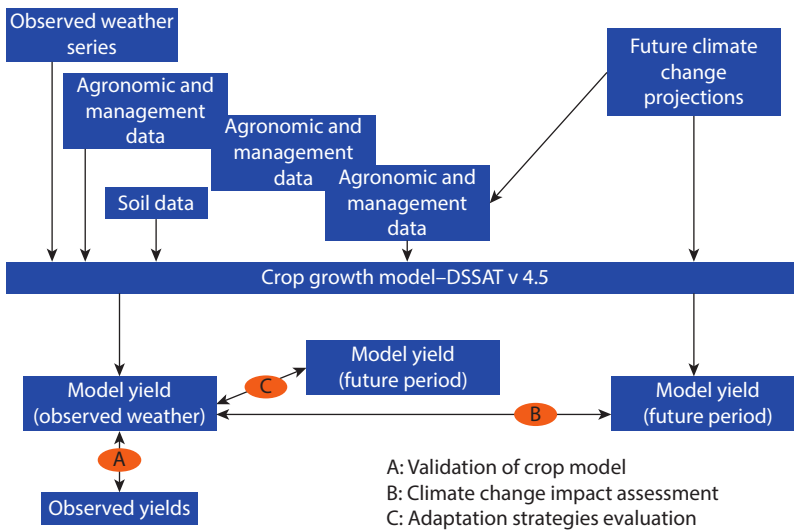 Observed weather
series
Future climate
change
projections
Agronomic and
management
data
Agronomic and
management
data
Agronomic and
management
data
Soil data
Crop growth model–DSSAT v 4.5
Model yield
(observed weather)
C
Model yield
(future period)
B
Model yield
(future period)
A
Observed yields
A: Validation of crop model
B: Climate change impact assessment
C: Adaptation strategies evaluation